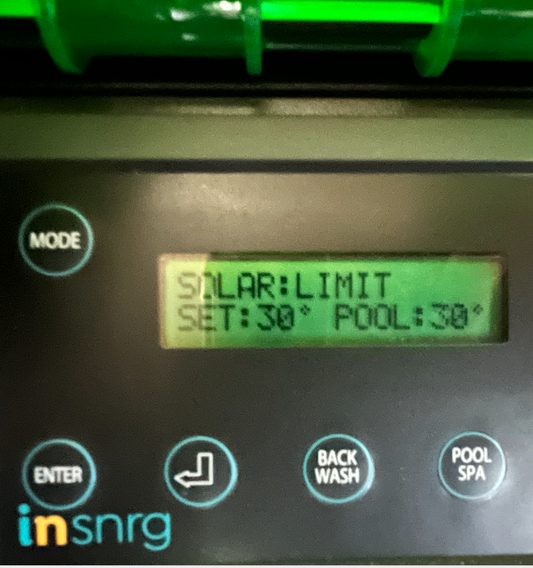 MODE
SOLAR:LIMIT
SET:30° POOL:30°
ENTER
BACK
WASH
POOL
SPA
insnrg